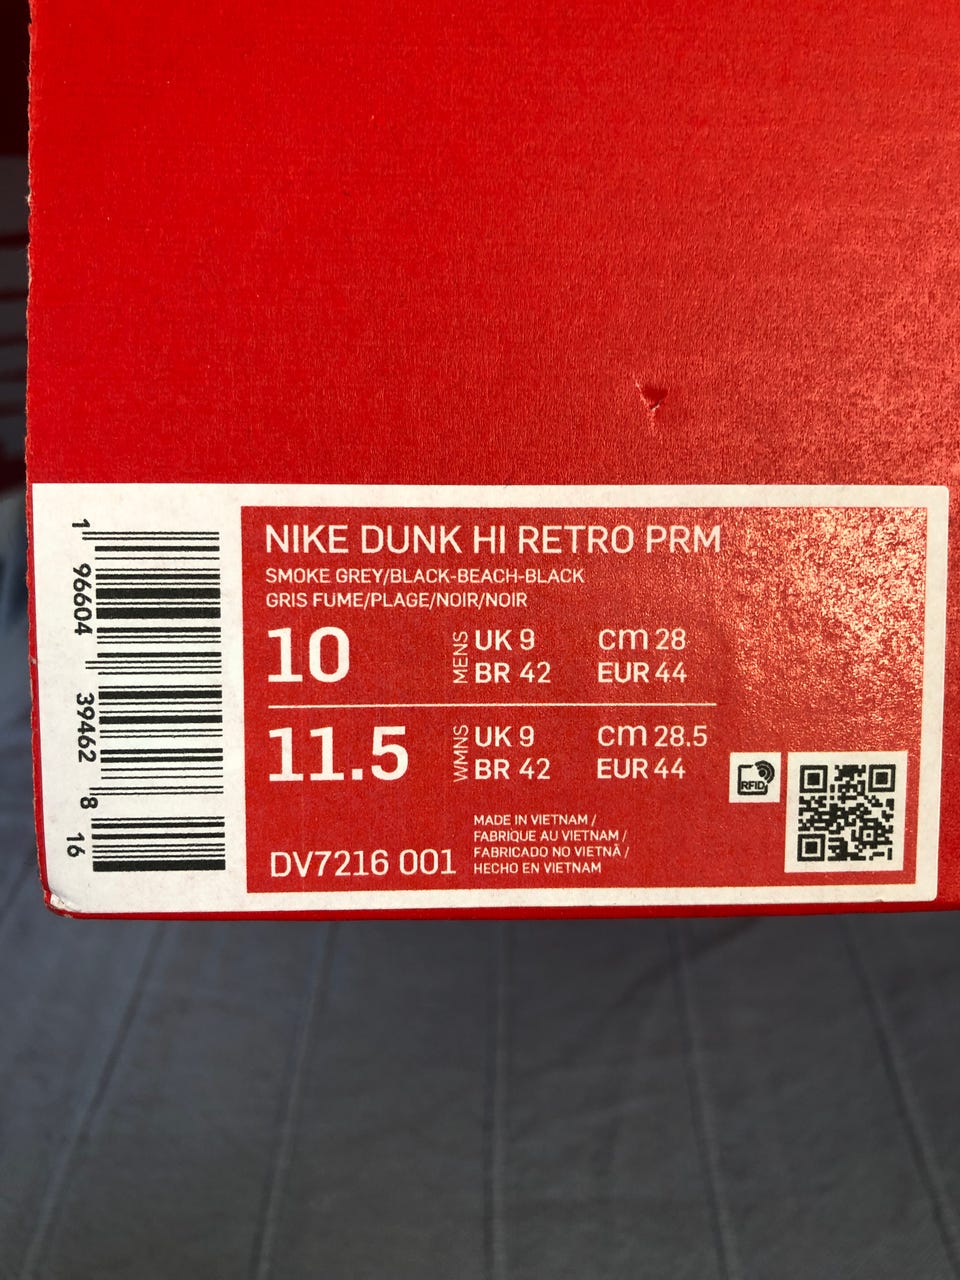 NIKE DUNK HI RETRO PRM
SMOKE GREY/BLACK-BEACH-BLACK
GRIS FUME/PLAGE/NOIR/NOIR
10 MENS UK 9 cm 28
BR 42 EUR 44
11.5 WMNS UK 9 cm 28.5
BR 42 EUR 44
RFID
MADE IN VIETNAM /
FABRIQUE AU VIETNAM /
FABRICADO NO VIETNÃ /
HECHO EN VIETNAM
DV7216 001
1 96604 39462 8 16